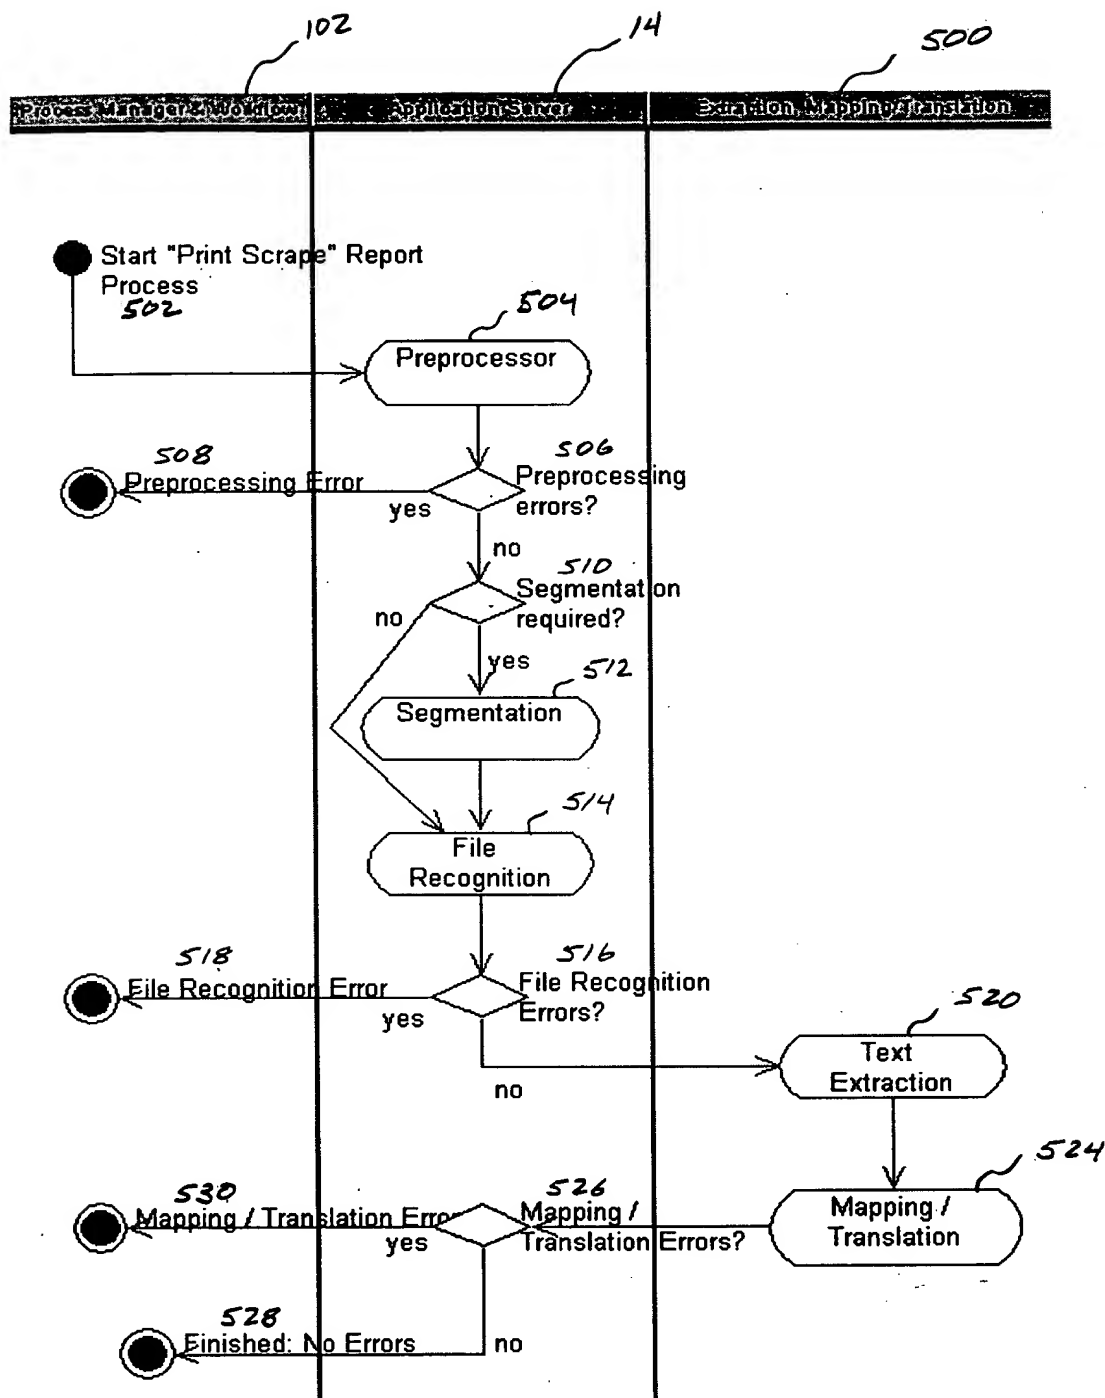 102
14
500
Process Manager & Workflow
Application Server
Extraction, Mapping/Translation
Start "Print Scrape" Report
Process
502
504
Preprocessor
508
Preprocessing Error
yes
506
Preprocessing
errors?
no
510
Segmentation
required?
no
yes
512
Segmentation
514
File
Recognition
518
File Recognition Error
yes
516
File Recognition
Errors?
no
520
Text
Extraction
524
Mapping /
Translation
530
Mapping / Translation Error
yes
526
Mapping /
Translation Errors?
528
Finished: No Errors
no